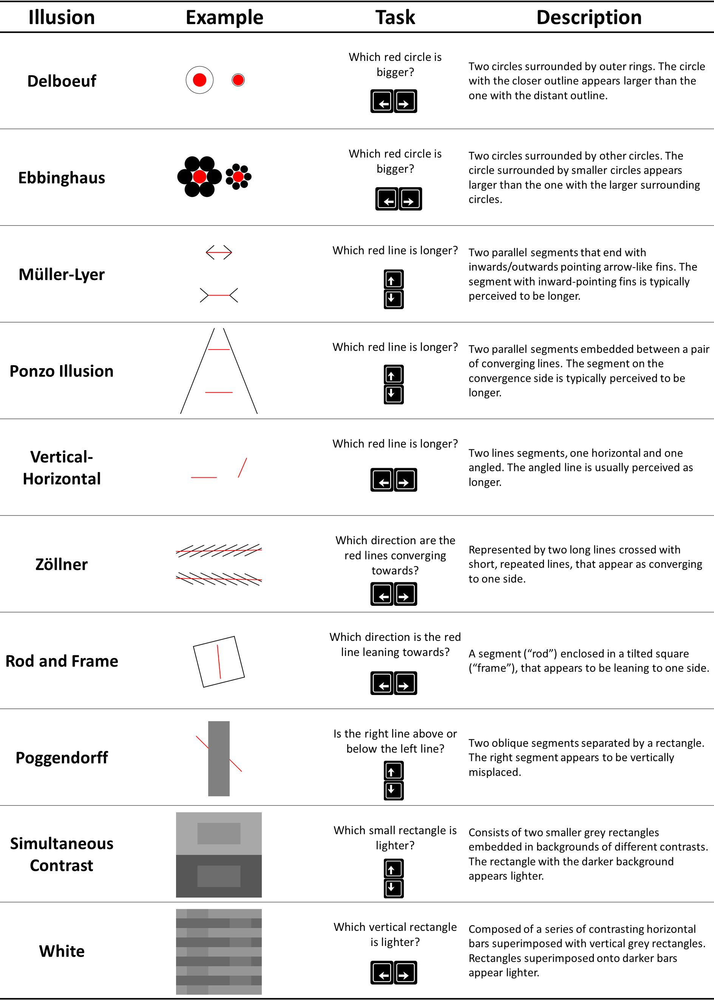 Illusion Example Task Description
Delboeuf
Which red circle is
bigger?
Two circles surrounded by outer rings. The circle
with the closer outline appears larger than the
one with the distant outline.
Ebbinghaus
Which red circle is
bigger?
Two circles surrounded by other circles. The
circle surrounded by smaller circles appears
larger than the one with the larger surrounding
circles.
Müller-Lyer
Which red line is longer?
Two parallel segments that end with
inwards/outwards pointing arrow-like fins. The
segment with inward-pointing fins is typically
perceived to be longer.
Ponzo Illusion
Which red line is longer?
Two parallel segments embedded between a pair
of converging lines. The segment on the
convergence side is typically perceived to be
longer.
Vertical-
Horizontal
Which red line is longer?
Two lines segments, one horizontal and one
angled. The angled line is usually perceived as
longer.
Zöllner
Which direction are the
red lines converging
towards?
Represented by two long lines crossed with
short, repeated lines, that appear as converging
to one side.
Rod and Frame
Which direction is the red
line leaning towards?
A segment (“rod”) enclosed in a tilted square
(“frame”), that appears to be leaning to one side.
Poggendorff
Is the right line above or
below the left line?
Two oblique segments separated by a rectangle.
The right segment appears to be vertically
misplaced.
Simultaneous
Contrast
Which small rectangle is
lighter?
Consists of two smaller grey rectangles
embedded in backgrounds of different contrasts.
The rectangle with the darker background
appears lighter.
White
Which vertical rectangle
is lighter?
Composed of a series of contrasting horizontal
bars superimposed with vertical grey rectangles.
Rectangles superimposed onto darker bars
appear lighter.